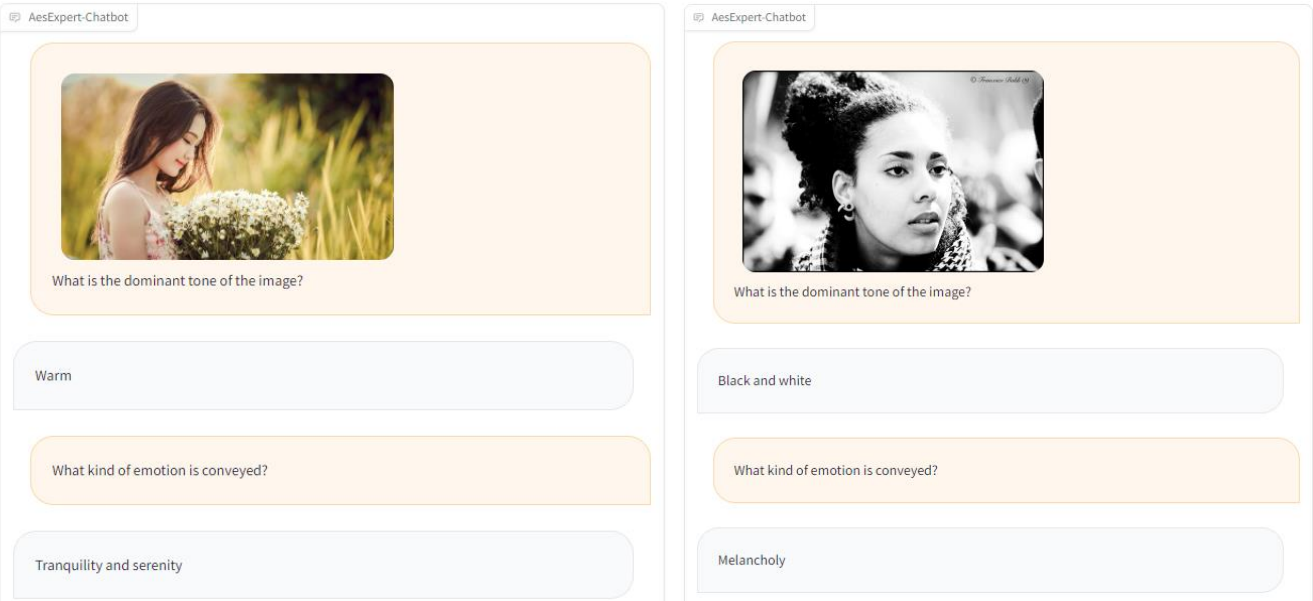 AesExpert-Chatbot
What is the dominant tone of the image?
Warm
What kind of emotion is conveyed?
Tranquility and serenity
AesExpert-Chatbot
What is the dominant tone of the image?
Black and white
What kind of emotion is conveyed?
Melancholy